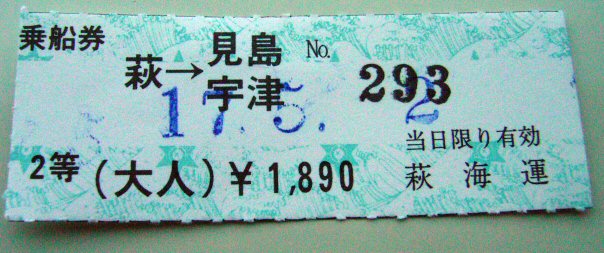 乗船券
萩→見島
宇津
No. 293
17. 5. 2
当日限り有効
2等 (大人) ¥ 1,890
萩海運